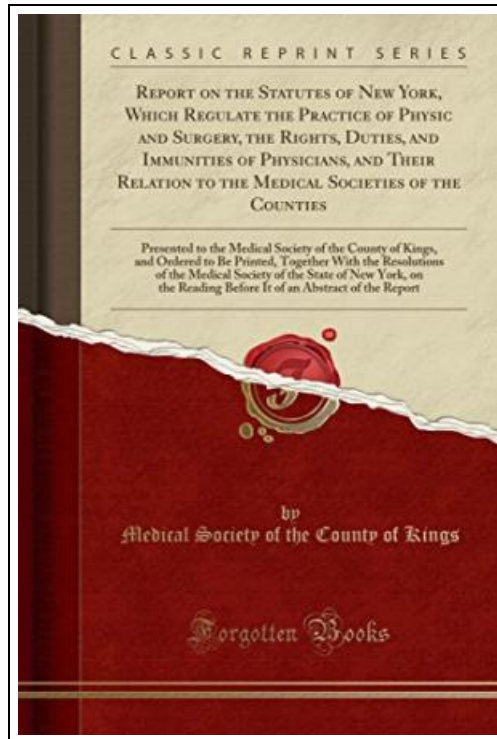 CLASSIC REPRINT SERIES
REPORT ON THE STATUTES OF NEW YORK,
WHICH REGULATE THE PRACTICE OF PHYSIC
AND SURGERY, THE RIGHTS, DUTIES, AND
IMMUNITIES OF PHYSICIANS, AND THEIR
RELATION TO THE MEDICAL SOCIETIES OF THE
COUNTIES
Presented to the Medical Society of the County of Kings,
and Ordered to Be Printed, Together With the Resolutions
of the Medical Society of the State of New York, on
the Reading Before It of an Abstract of the Report
by
Medical Society of the County of Kings
Forgotten Books